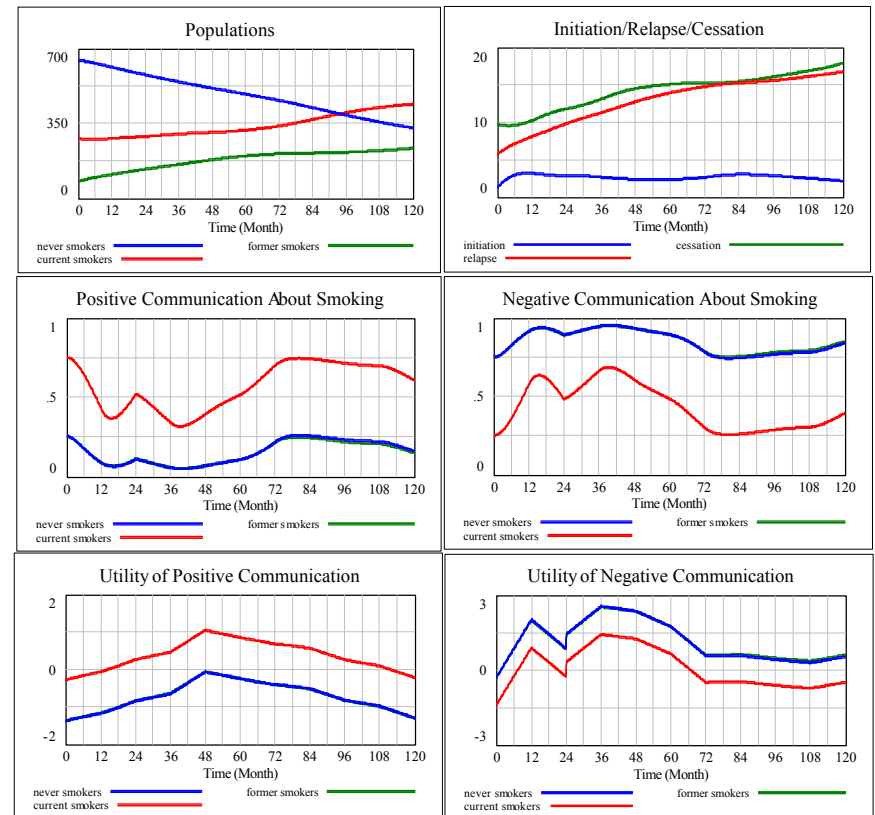 Populations
700
350
0
0 12 24 36 48 60 72 84 96 108 120
Time (Month)
never smokers
former smokers
current smokers
Initiation/Relapse/Cessation
20
10
0
0 12 24 36 48 60 72 84 96 108 120
Time (Month)
initiation
cessation
relapse
Positive Communication About Smoking
1
.5
0
0 12 24 36 48 60 72 84 96 108 120
Time (Month)
never smokers
former smokers
current smokers
Negative Communication About Smoking
1
.5
0
0 12 24 36 48 60 72 84 96 108 120
Time (Month)
never smokers
former smokers
current smokers
Utility of Positive Communication
2
0
-2
0 12 24 36 48 60 72 84 96 108 120
Time (Month)
never smokers
former smokers
current smokers
Utility of Negative Communication
3
0
-3
0 12 24 36 48 60 72 84 96 108 120
Time (Month)
never smokers
former smokers
current smokers